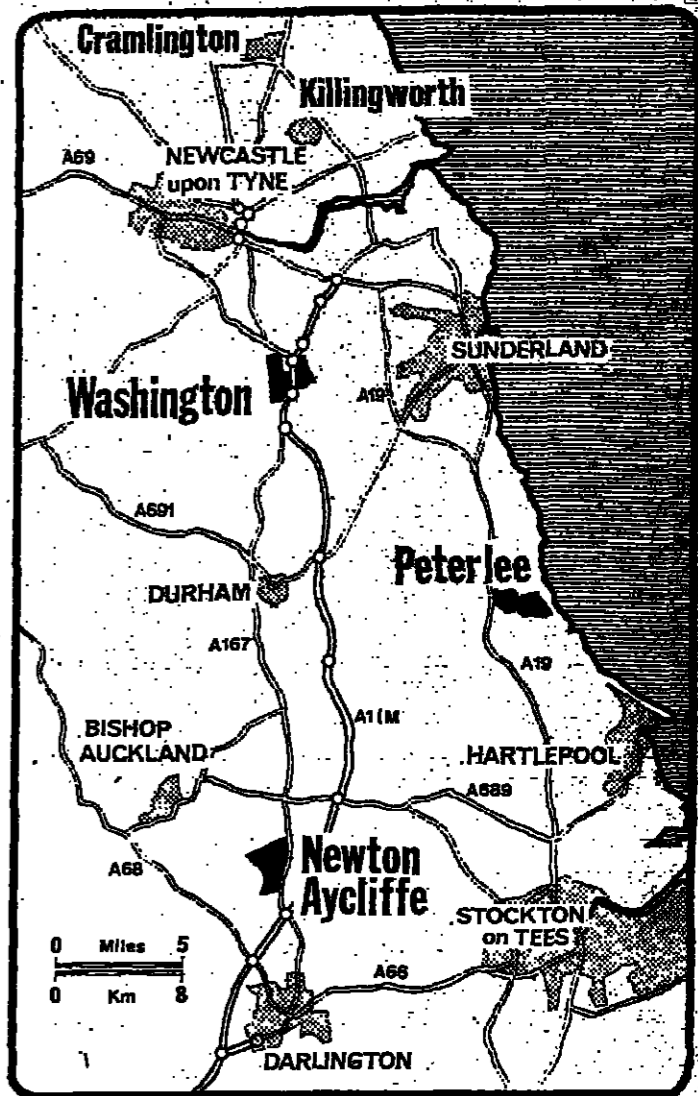 Cramlington
Killingworth
A69
NEWCASTLE
upon TYNE
SUNDERLAND
Washington
A19
A691
Peterlee
DURHAM
A167
A19
A1(M
BISHOP
AUCKLAND
HARTLEPOOL
A689
Newton
Aycliffe
A68
STOCKTON
on TEES
0 Miles 5
0 Km 8
A66
DARLINGTON